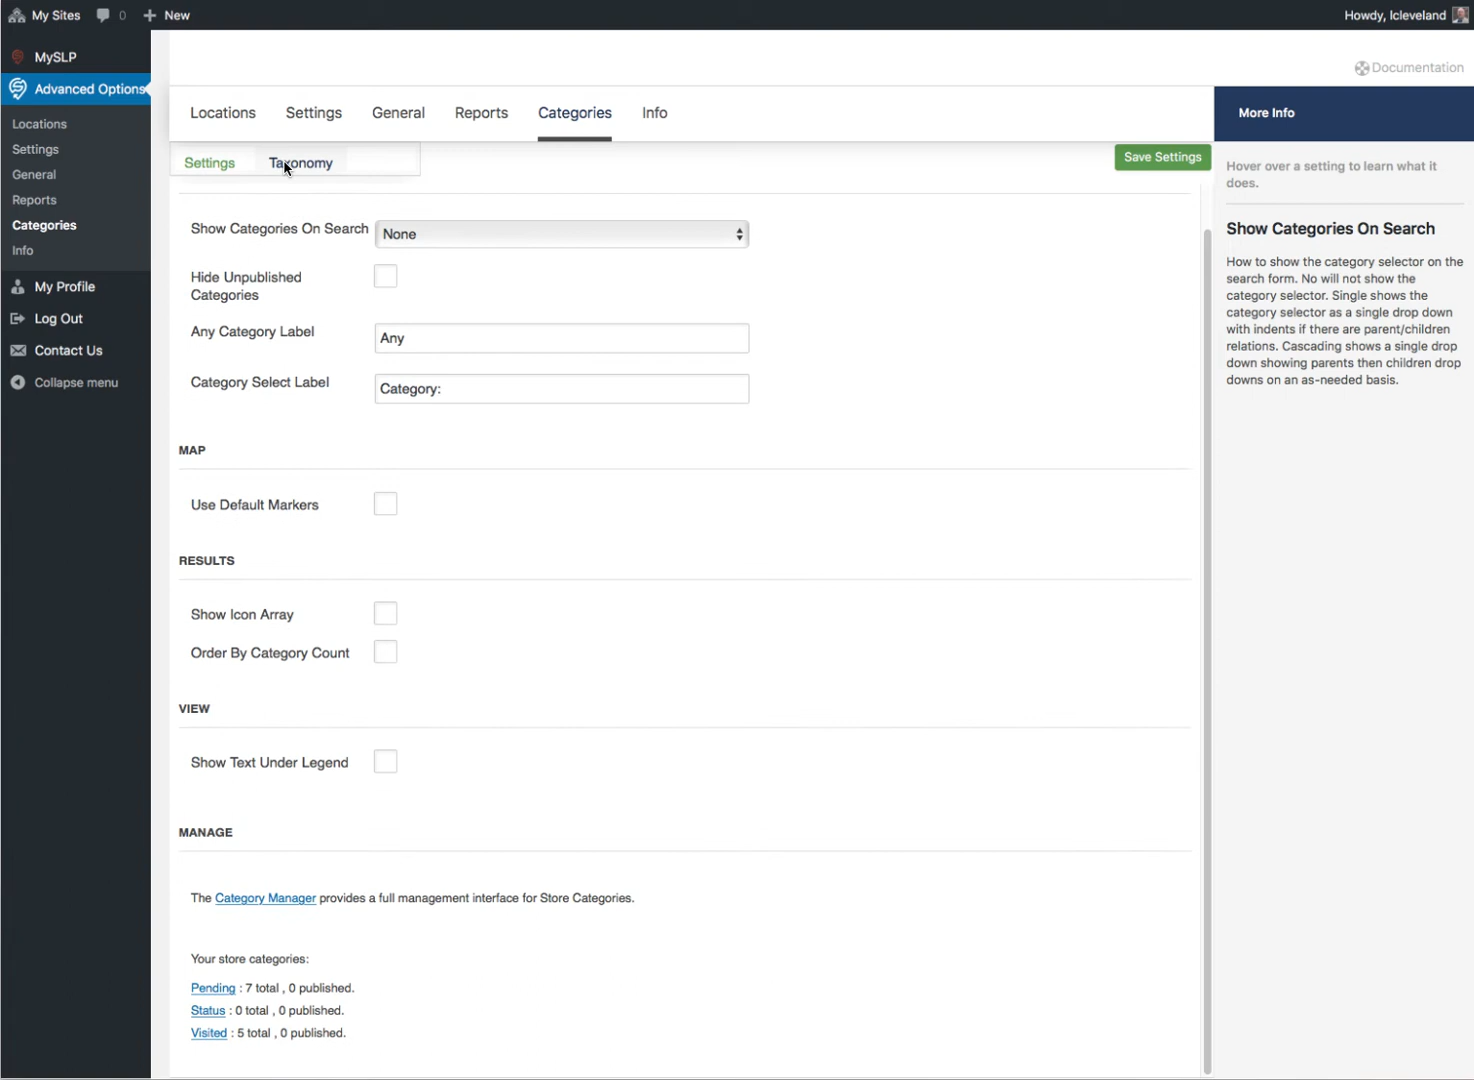 My Sites 0 New Howdy, lcleveland
MySLP
Advanced Options
Locations
Settings
General
Reports
Categories
Info
My Profile
Log Out
Contact Us
Collapse menu
Documentation
Locations Settings General Reports Categories Info
More Info
Settings Taxonomy
Save Settings
Show Categories On Search None
Hide Unpublished
Categories
Any Category Label Any
Category Select Label Category:
MAP
Use Default Markers
RESULTS
Show Icon Array
Order By Category Count
VIEW
Show Text Under Legend
MANAGE
The Category Manager provides a full management interface for Store Categories.
Your store categories:
Pending : 7 total , 0 published.
Status : 0 total , 0 published.
Visited : 5 total , 0 published.
Hover over a setting to learn what it
does.
Show Categories On Search
How to show the category selector on the
search form. No will not show the
category selector. Single shows the
category selector as a single drop down
with indents if there are parent/children
relations. Cascading shows a single drop
down showing parents then children drop
downs on an as-needed basis.